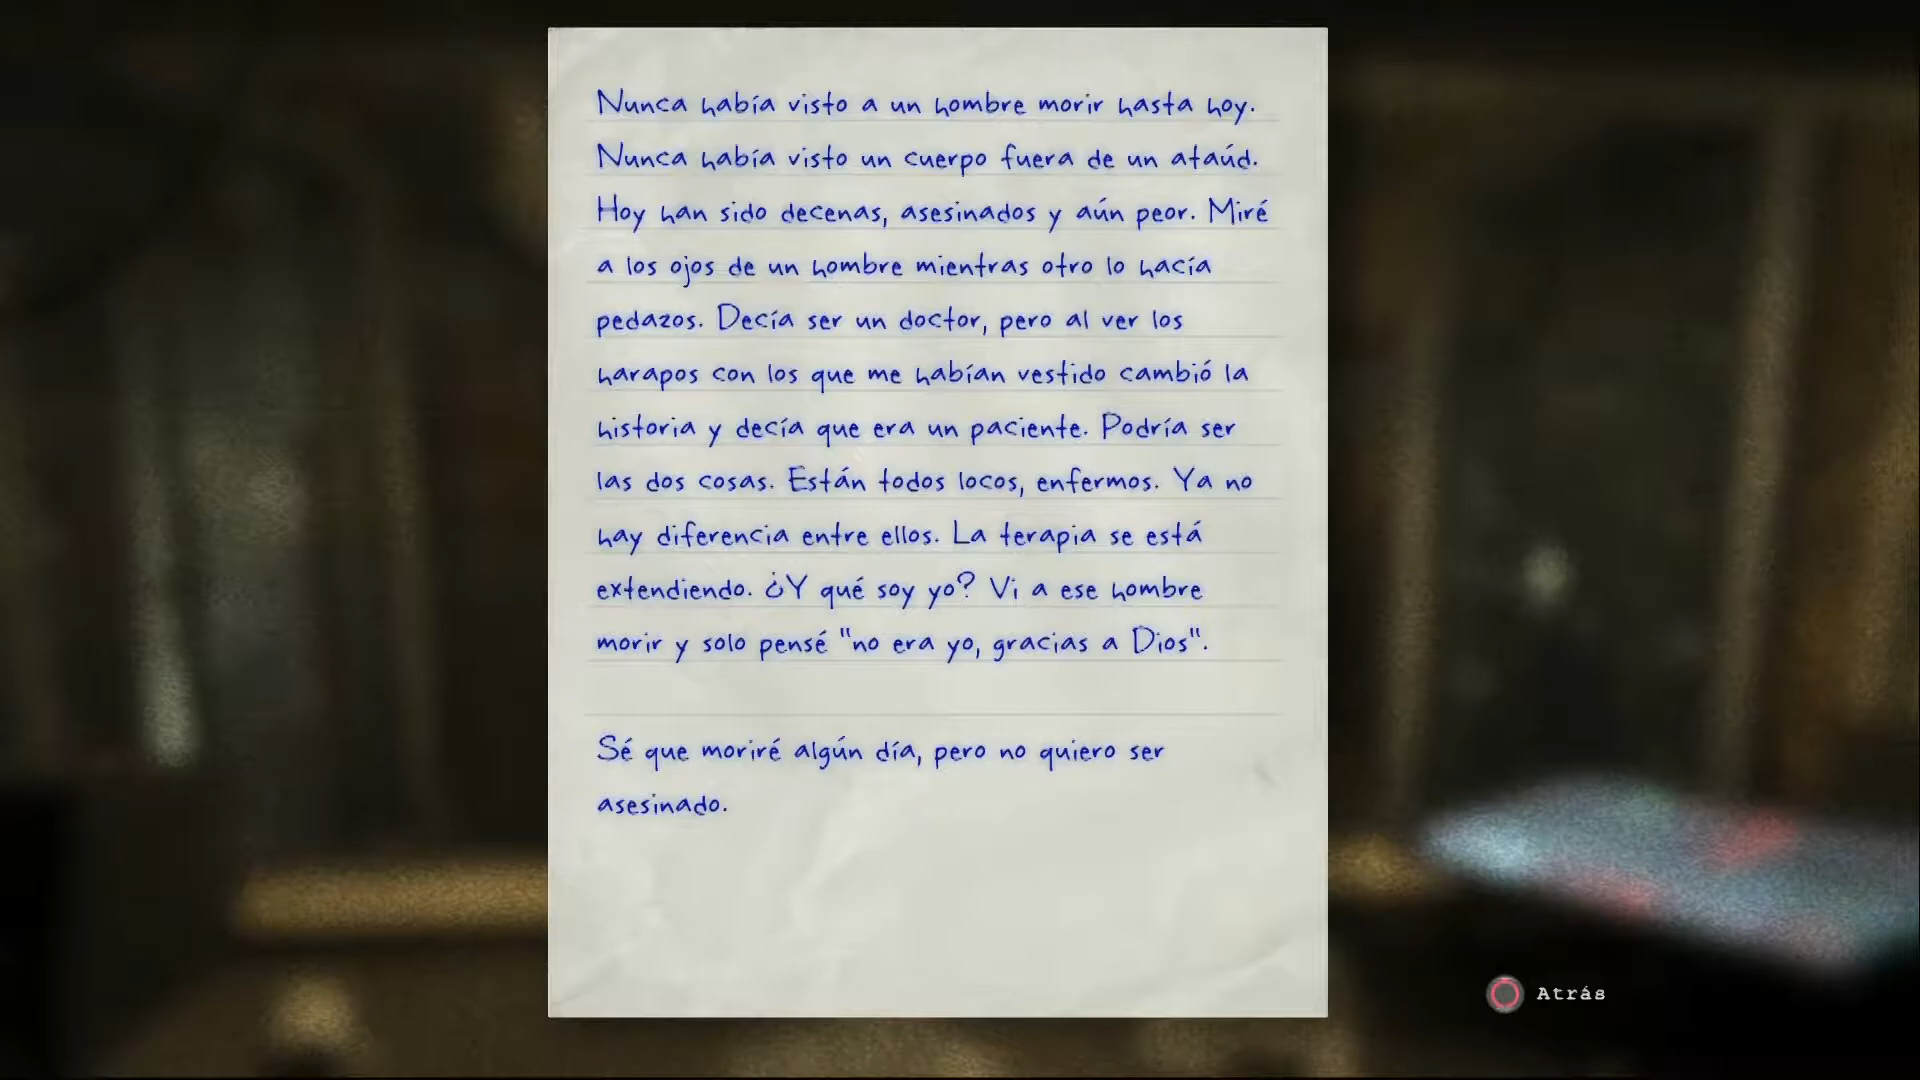 Nunca había visto a un hombre morir hasta hoy.
Nunca había visto un cuerpo fuera de un ataúd.
Hoy han sido decenas, asesinados y aún peor. Miré
a los ojos de un hombre mientras otro lo hacía
pedazos. Decía ser un doctor, pero al ver los
harapos con los que me habían vestido cambió la
historia y decía que era un paciente. Podría ser
las dos cosas. Están todos locos, enfermos. Ya no
hay diferencia entre ellos. La terapia se está
extendiendo. ¿Y qué soy yo? Vi a ese hombre
morir y solo pensé "no era yo, gracias a Dios".
Sé que moriré algún día, pero no quiero ser
asesinado.
Atrás